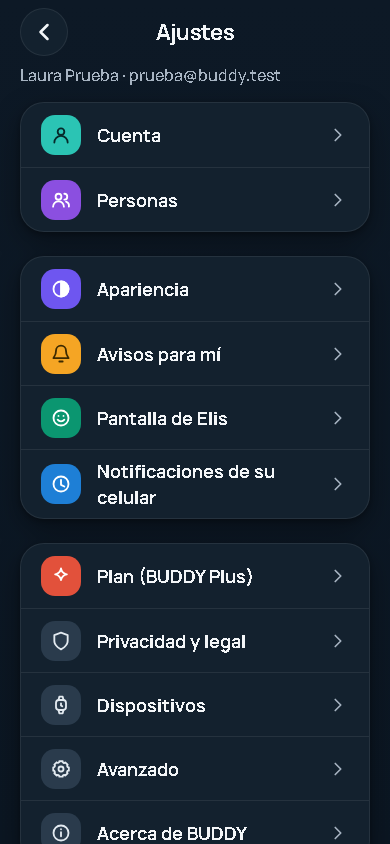 Ajustes
Laura Prueba · prueba@buddy.test
Cuenta
Personas
Apariencia
Avisos para mí
Pantalla de Elis
Notificaciones de su
celular
Plan (BUDDY Plus)
Privacidad y legal
Dispositivos
Avanzado
Acerca de BUDDY